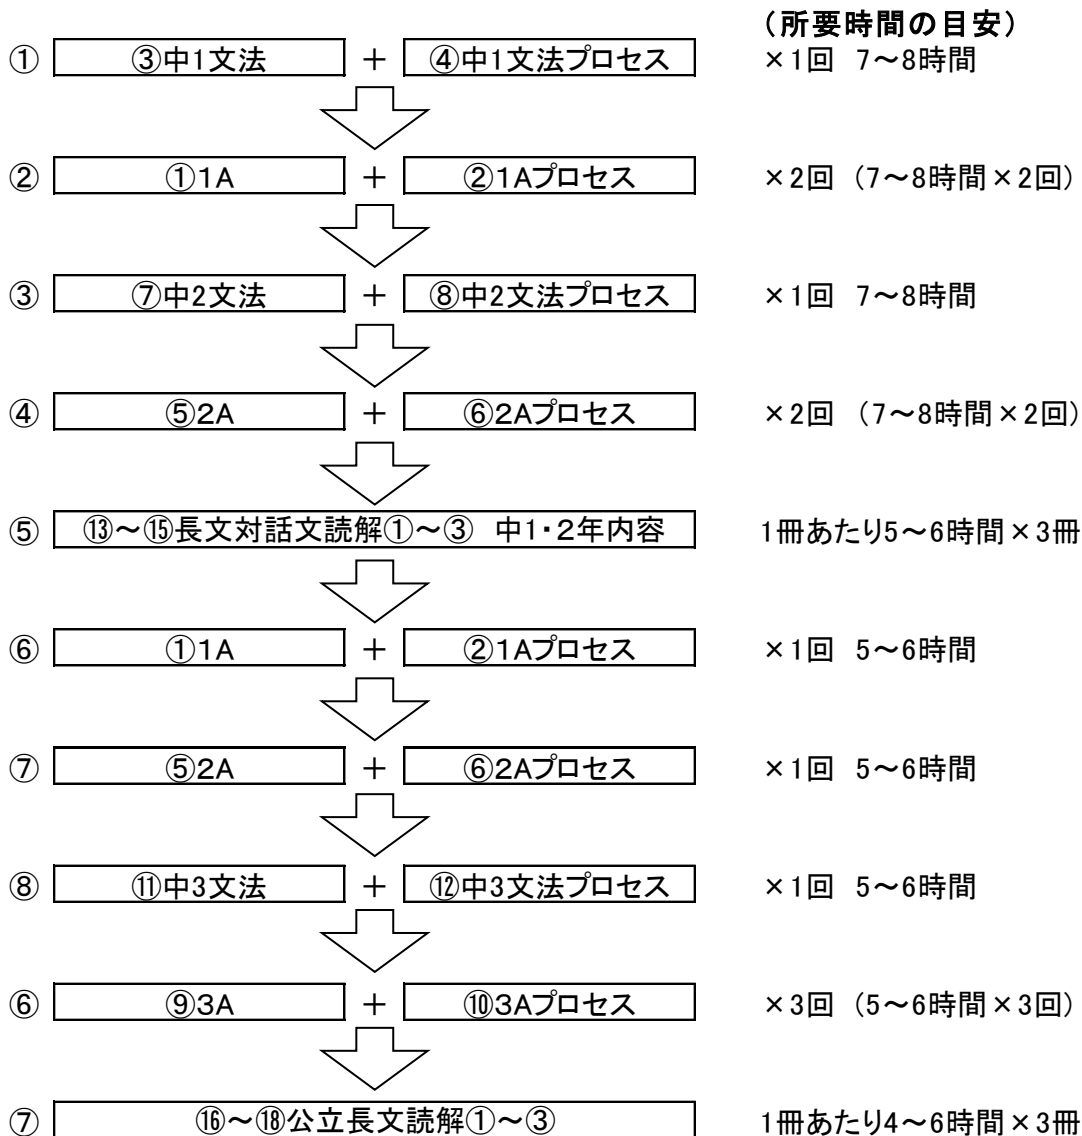 (所要時間の目安)
① ③中1文法 + ④中1文法プロセス ×1回 7~8時間
② ①1A + ②1Aプロセス ×2回 (7~8時間×2回)
③ ⑦中2文法 + ⑧中2文法プロセス ×1回 7~8時間
④ ⑤2A + ⑥2Aプロセス ×2回 (7~8時間×2回)
⑤ ⑬~⑮長文対話文読解①~③ 中1・2年内容 1冊あたり5~6時間×3冊
⑥ ①1A + ②1Aプロセス ×1回 5~6時間
⑦ ⑤2A + ⑥2Aプロセス ×1回 5~6時間
⑧ ⑪中3文法 + ⑫中3文法プロセス ×1回 5~6時間
⑥ ⑨3A + ⑩3Aプロセス ×3回 (5~6時間×3回)
⑦ ⑯~⑱公立長文読解①~③ 1冊あたり4~6時間×3冊